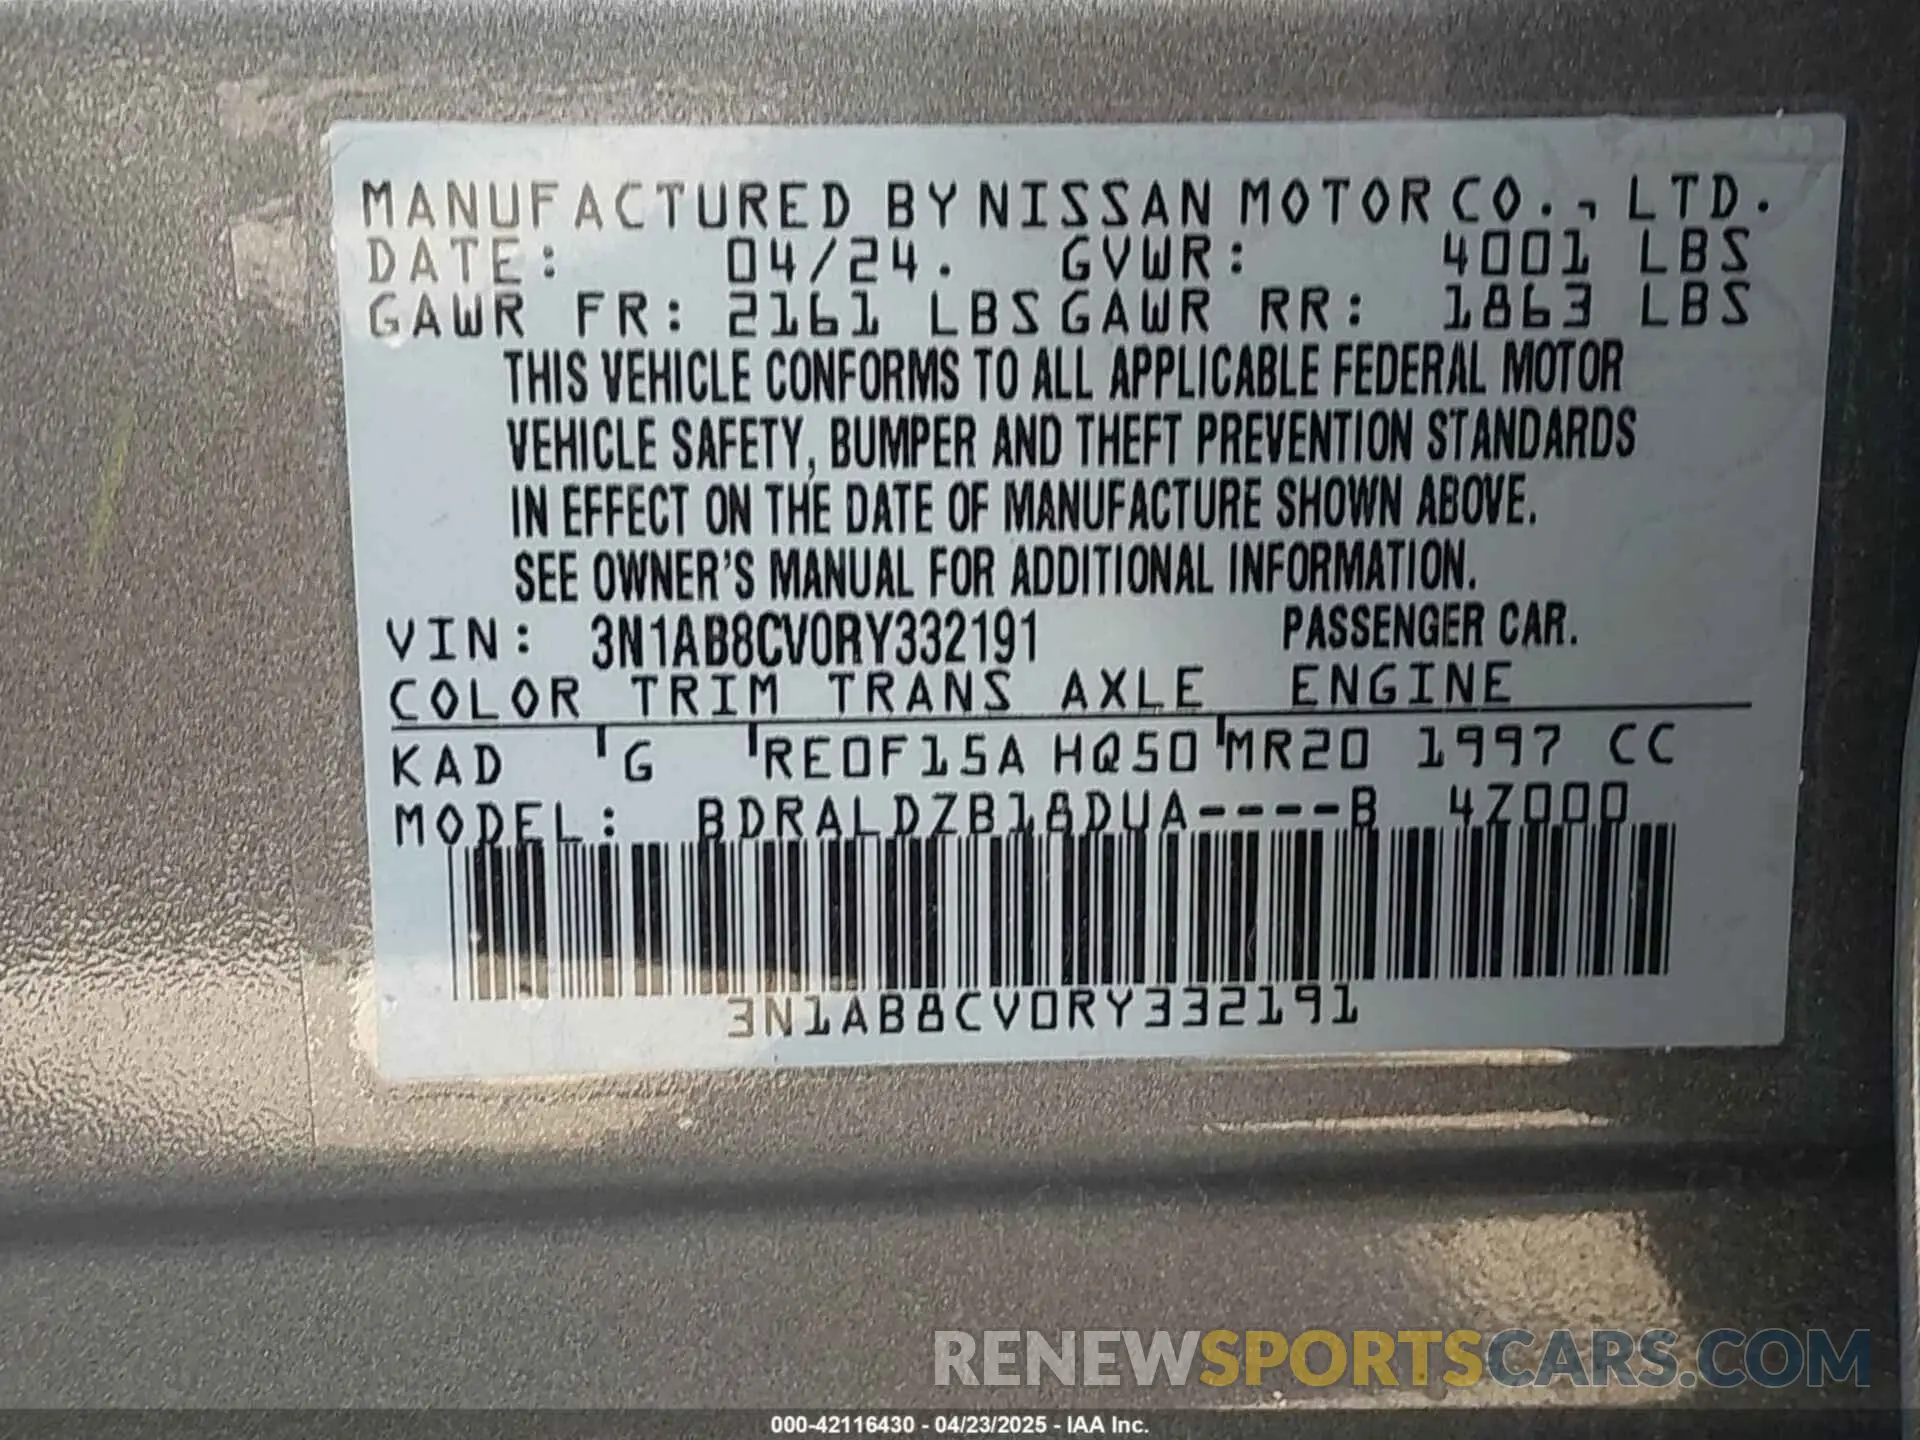 MANUFACTURED BY NISSAN MOTOR CO., LTD.
DATE: 04/24. GVWR: 4001 LBS
GAWR FR: 2161 LBS GAWR RR: 1863 LBS
THIS VEHICLE CONFORMS TO ALL APPLICABLE FEDERAL MOTOR
VEHICLE SAFETY, BUMPER AND THEFT PREVENTION STANDARDS
IN EFFECT ON THE DATE OF MANUFACTURE SHOWN ABOVE.
SEE OWNER'S MANUAL FOR ADDITIONAL INFORMATION.
VIN: 3N1AB8CV0RY332191 PASSENGER CAR.
COLOR TRIM TRANS AXLE ENGINE
KAD G RE0F15A HQ50 MR20 1997 CC
MODEL: BDRALDZB18DUA----B 4Z000
3N1AB8CV0RY332191
RENEWSPORTSCARS.COM
000-42116430 - 04/23/2025 - IAA Inc.